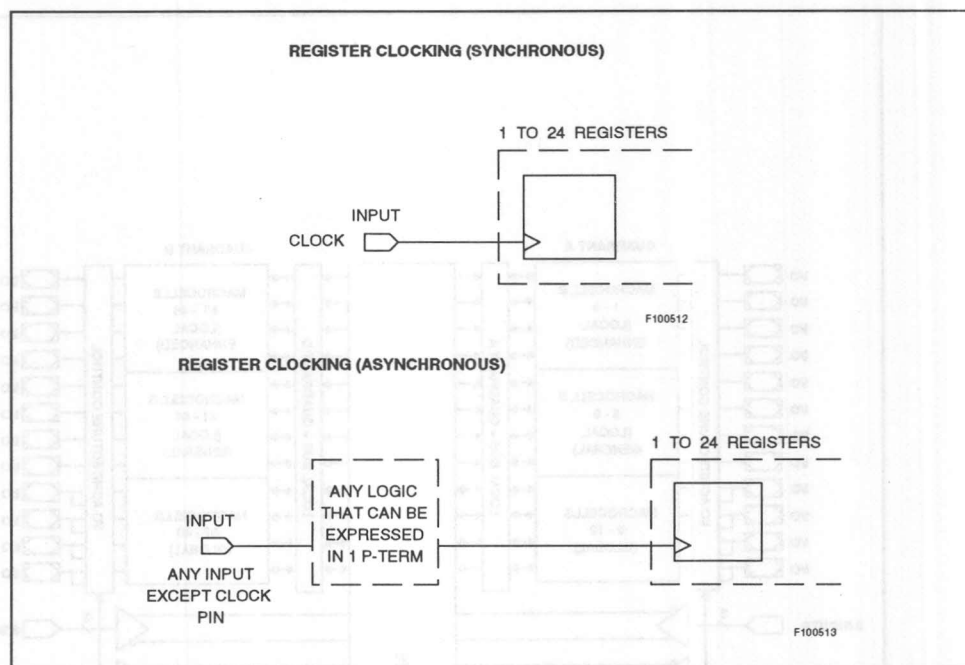 REGISTER CLOCKING (SYNCHRONOUS)
1 TO 24 REGISTERS
INPUT
CLOCK
F100512
REGISTER CLOCKING (ASYNCHRONOUS)
1 TO 24 REGISTERS
ANY LOGIC
THAT CAN BE
EXPRESSED
IN 1 P-TERM
INPUT
ANY INPUT
EXCEPT CLOCK
PIN
F100513